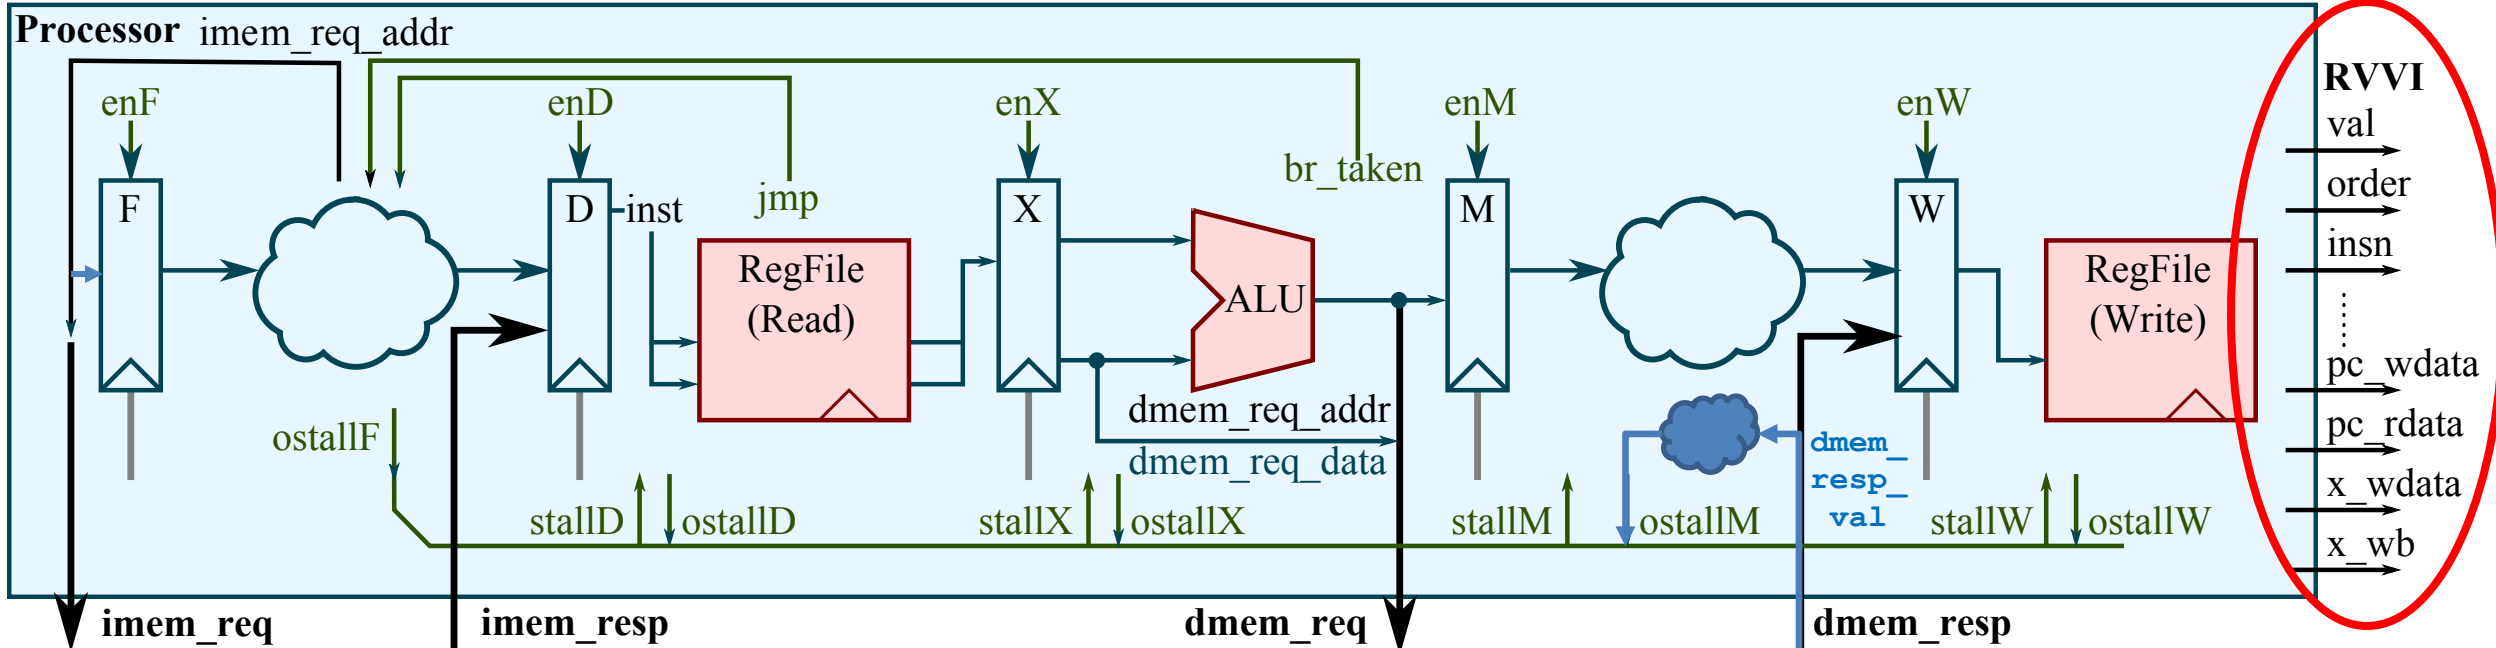 Processor imem_req_addr
RVVI
enF
enD
enX
enM
enW
val
br_taken
order
F
D
inst
jmp
X
M
W
insn
RegFile
(Read)
ALU
RegFile
(Write)
pc_wdata
dmem_req_addr
dmem_req_data
ostallF
dmem_
resp_
val
pc_rdata
x_wdata
stallD
ostallD
stallX
ostallX
stallM
ostallM
stallW
ostallW
x_wb
imem_req
imem_resp
dmem_req
dmem_resp